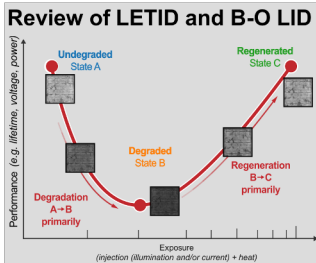 Review of LETID and B-O LID
Undegraded
State A
Regenerated
State C
Degraded
State B
Degradation
A→B
primarily
Regeneration
B→C
primarily
Performance (e.g. lifetime, voltage, power)
Exposure
(injection (illumination and/or current) + heat)